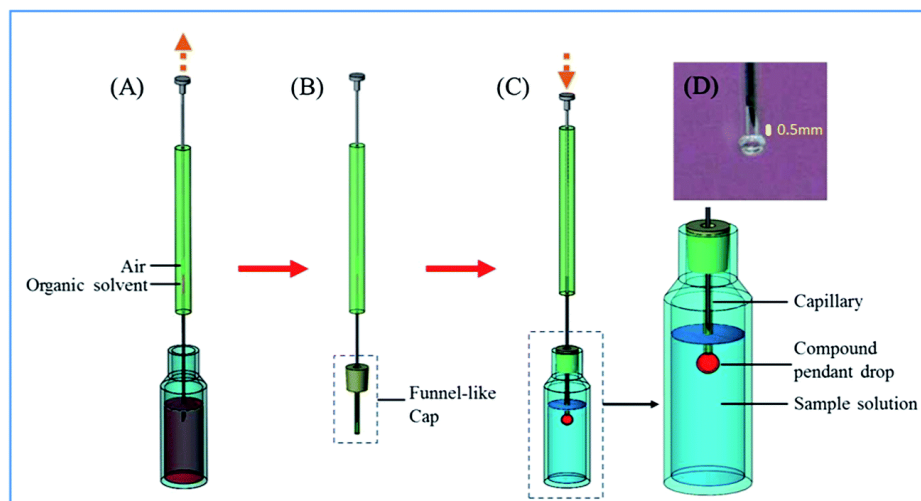 (A)
(B)
(C)
(D)
0.5mm
Air
Organic solvent
Funnel-like
Cap
Capillary
Compound
pendant drop
Sample solution